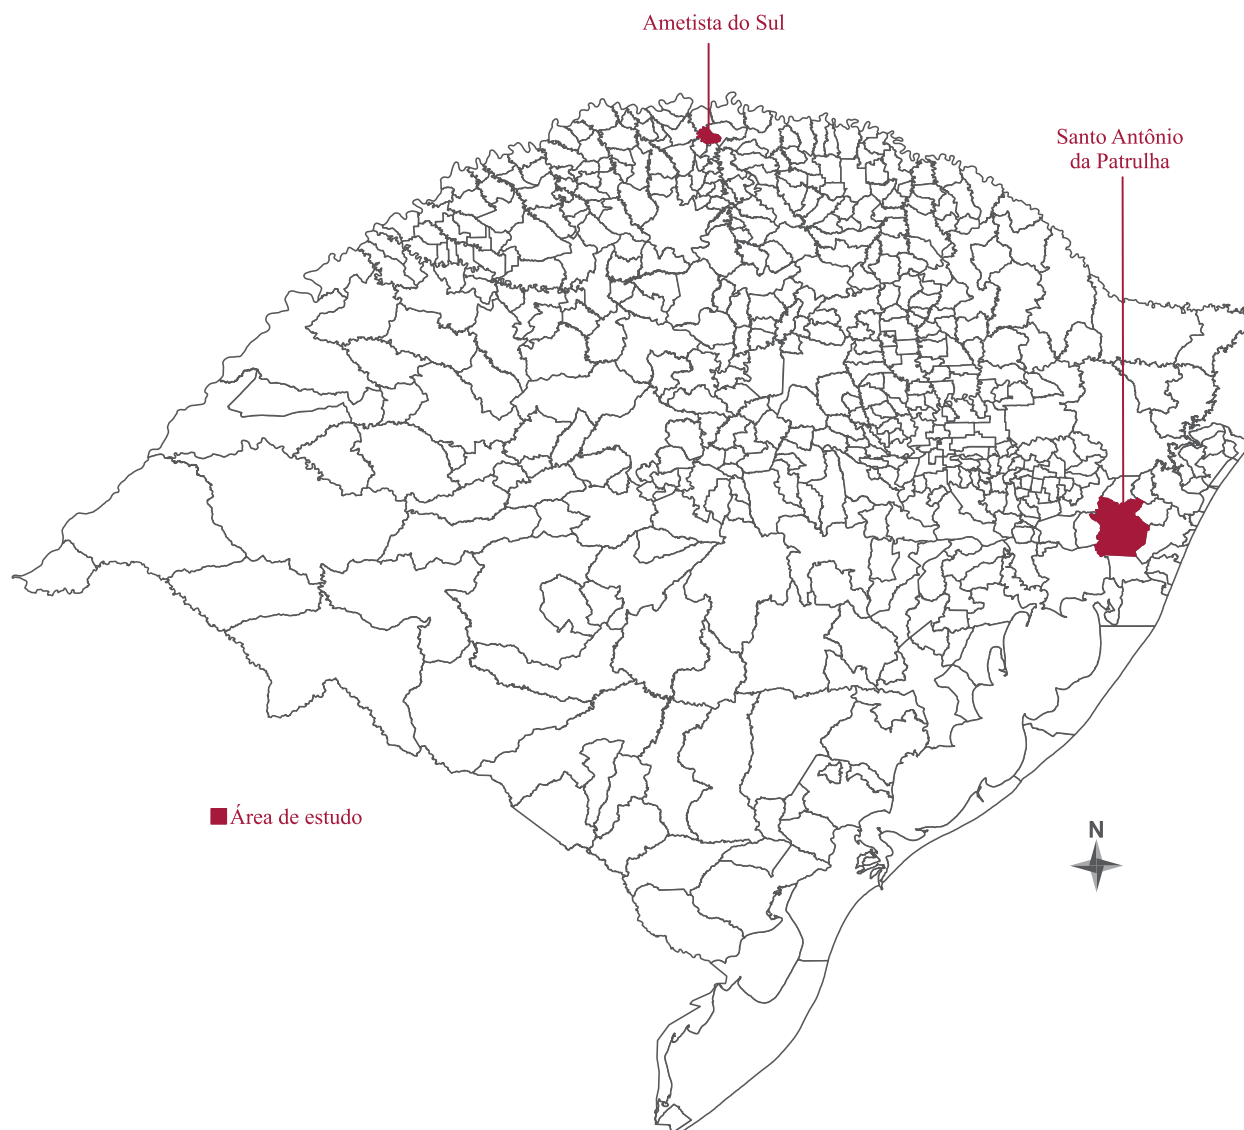 Ametista do Sul
Santo Antônio
da Patrulha
Área de estudo
N